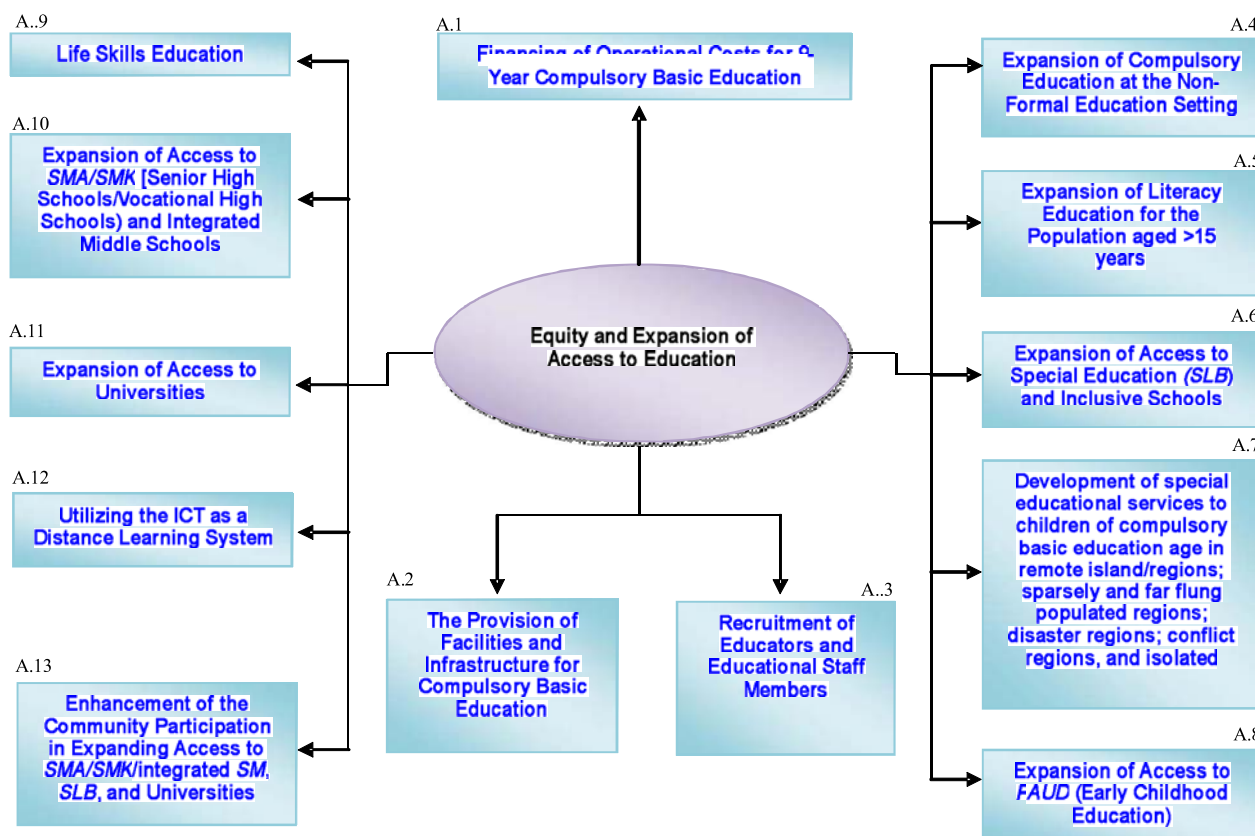 A..9
Life Skills Education
A.10
Expansion of Access to
SMA/SMK [Senior High
Schools/Vocational High
Schools) and Integrated
Middle Schools
A.11
Expansion of Access to
Universities
A.12
Utilizing the ICT as a
Distance Learning System
A.13
Enhancement of the
Community Participation
in Expanding Access to
SMA/SMK/integrated SM,
SLB, and Universities
A.1
Financing of Operational Costs for 9-
Year Compulsory Basic Education
Equity and Expansion of
Access to Education
A.2
The Provision of
Facilities and
Infrastructure for
Compulsory Basic
Education
A..3
Recruitment of
Educators and
Educational Staff
Members
A.4
Expansion of Compulsory
Education at the Non-
Formal Education Setting
A.5
Expansion of Literacy
Education for the
Population aged >15
years
A.6
Expansion of Access to
Special Education (SLB)
and Inclusive Schools
A.7
Development of special
educational services to
children of compulsory
basic education age in
remote island/regions;
sparsely and far flung
populated regions;
disaster regions; conflict
regions, and isolated
A.8
Expansion of Access to
PAUD (Early Childhood
Education)